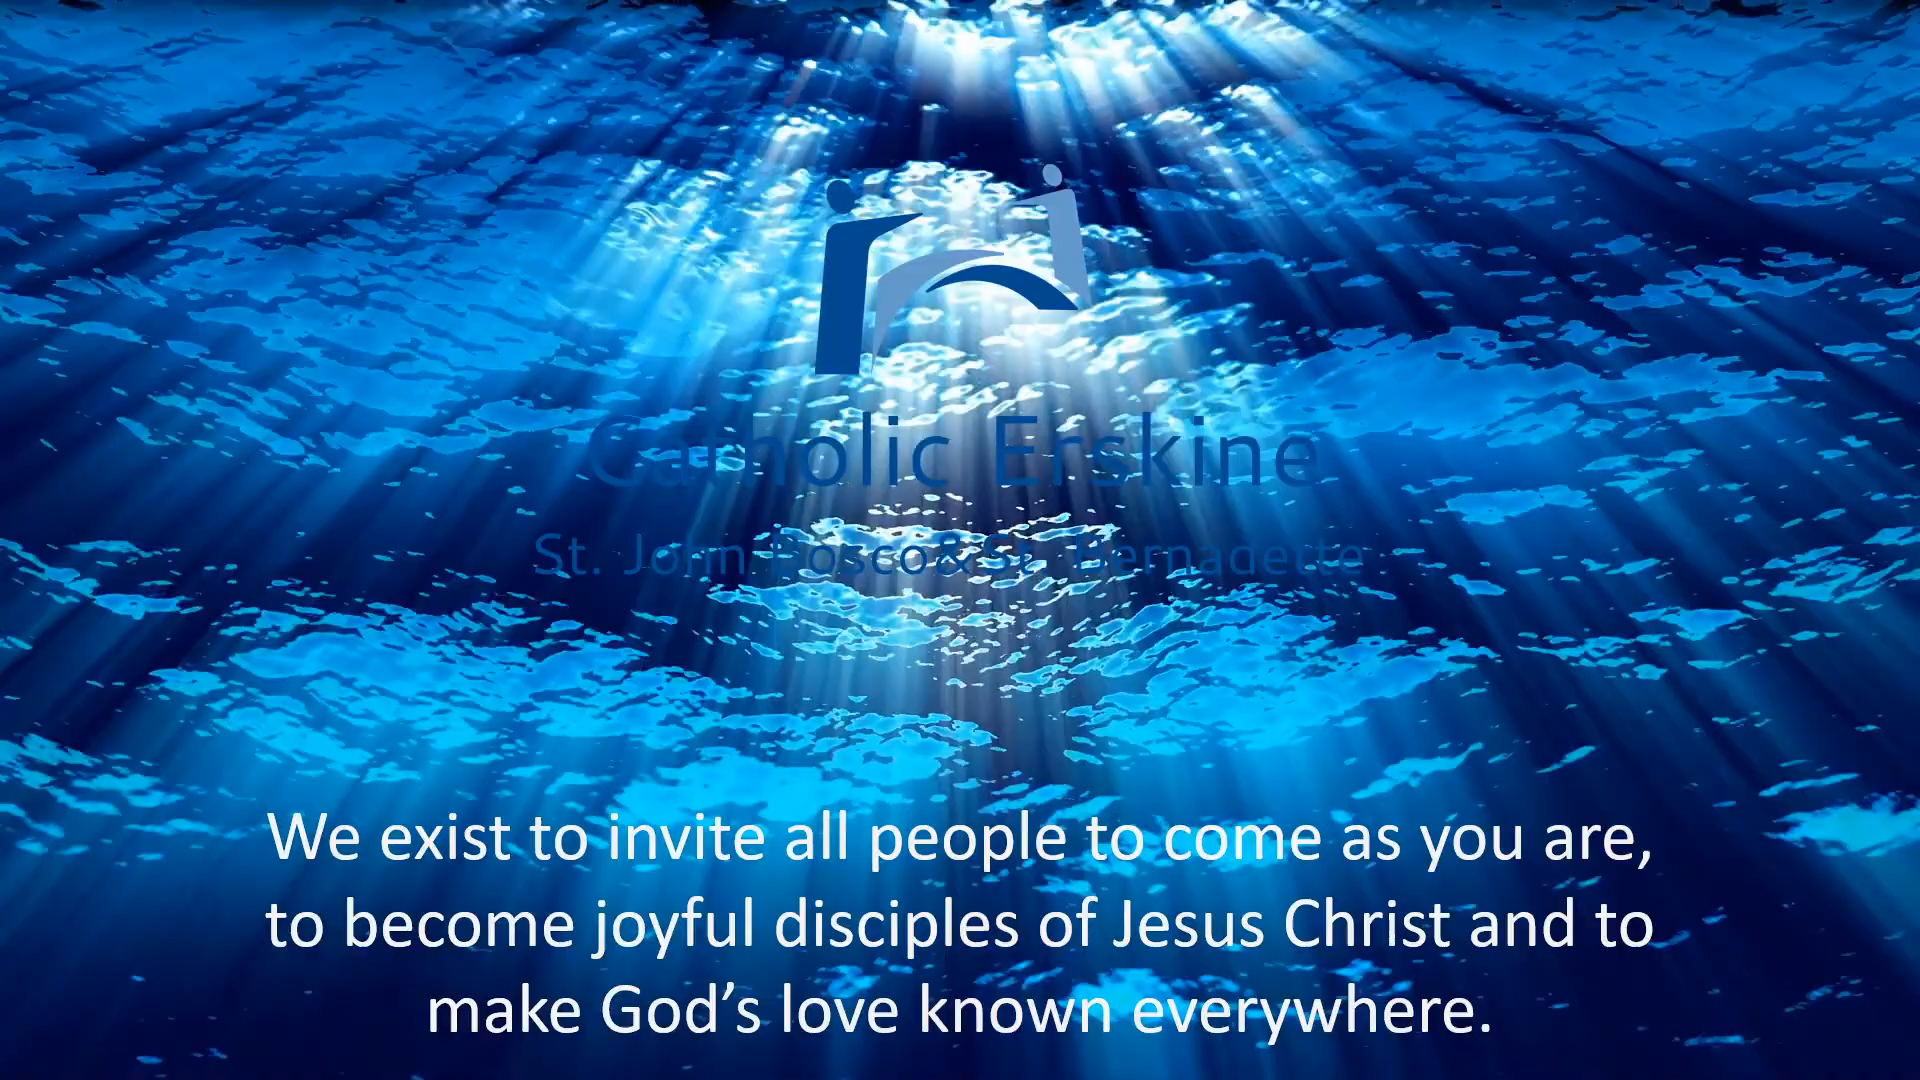 Catholic Erskine
St. John Bosco & St. Bernadette
We exist to invite all people to come as you are,
to become joyful disciples of Jesus Christ and to
make God’s love known everywhere.